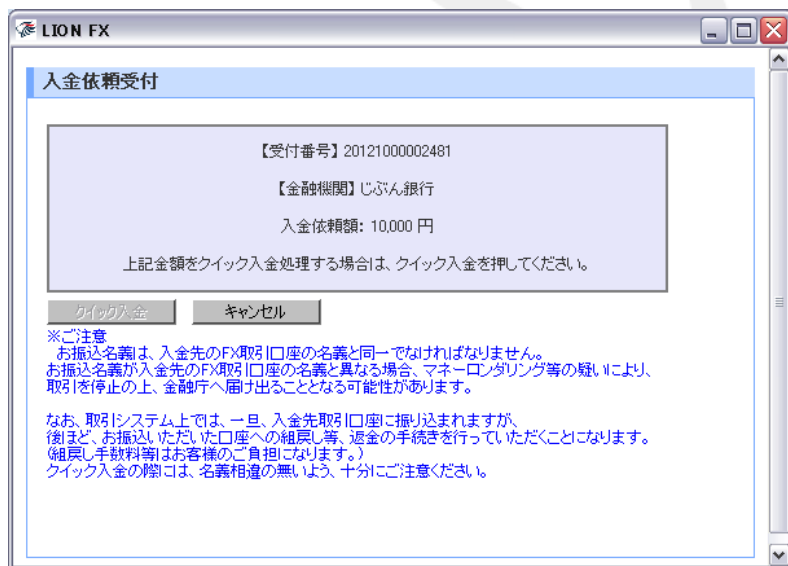 LION FX
入金依頼受付
【受付番号】20121000002481
【金融機関】じぶん銀行
入金依頼額: 10,000 円
上記金額をクイック入金処理する場合は、クイック入金を押してください。
クイック入金 キャンセル
※ご注意
お振込名義は、入金先のFX取引口座の名義と同一でなければなりません。
お振込名義が入金先のFX取引口座の名義と異なる場合、マネーロンダリング等の疑いにより、
取引を停止の上、金融庁へ届け出ることとなる可能性があります。
なお、取引システム上では、一旦、入金先取引口座に振り込まれますが、
後ほど、お振込いただいた口座への組戻し等、返金の手続きを行っていただくことになります。
(組戻し手数料等はお客様のご負担になります。)
クイック入金の際には、名義相違の無いよう、十分にご注意ください。